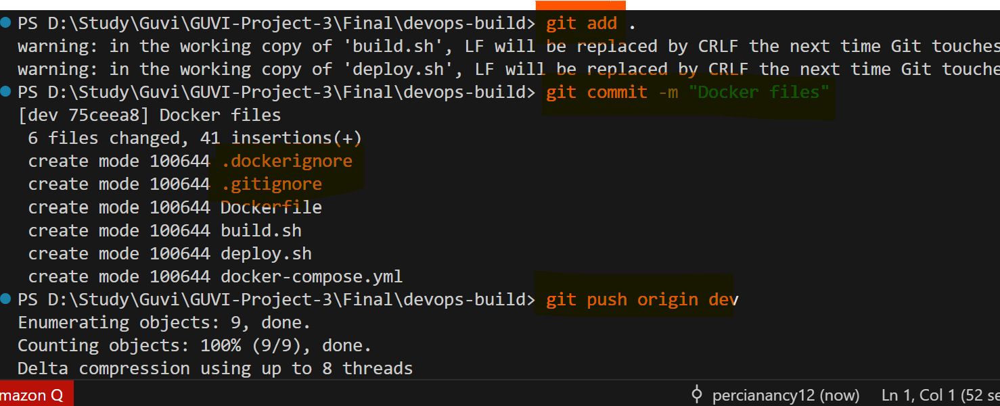 PS D:\Study\Guvi\GUVI-Project-3\Final\devops-build> git add .
warning: in the working copy of 'build.sh', LF will be replaced by CRLF the next time Git touches
warning: in the working copy of 'deploy.sh', LF will be replaced by CRLF the next time Git touche
PS D:\Study\Guvi\GUVI-Project-3\Final\devops-build> git commit -m "Docker files"
[dev 75ceea8] Docker files
6 files changed, 41 insertions(+)
create mode 100644 .dockerignore
create mode 100644 .gitignore
create mode 100644 Dockerfile
create mode 100644 build.sh
create mode 100644 deploy.sh
create mode 100644 docker-compose.yml
PS D:\Study\Guvi\GUVI-Project-3\Final\devops-build> git push origin dev
Enumerating objects: 9, done.
Counting objects: 100% (9/9), done.
Delta compression using up to 8 threads
mazon Q percianancy12 (now) Ln 1, Col 1 (52 se